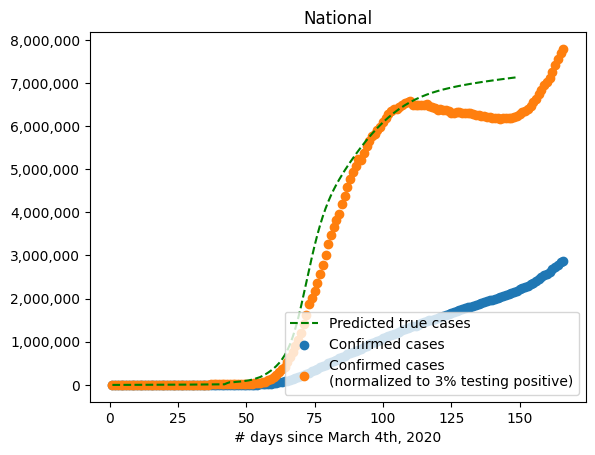 National
8,000,000
7,000,000
6,000,000
5,000,000
4,000,000
3,000,000
2,000,000
1,000,000
0
Predicted true cases
Confirmed cases
Confirmed cases
(normalized to 3% testing positive)
0 25 50 75 100 125 150
# days since March 4th, 2020